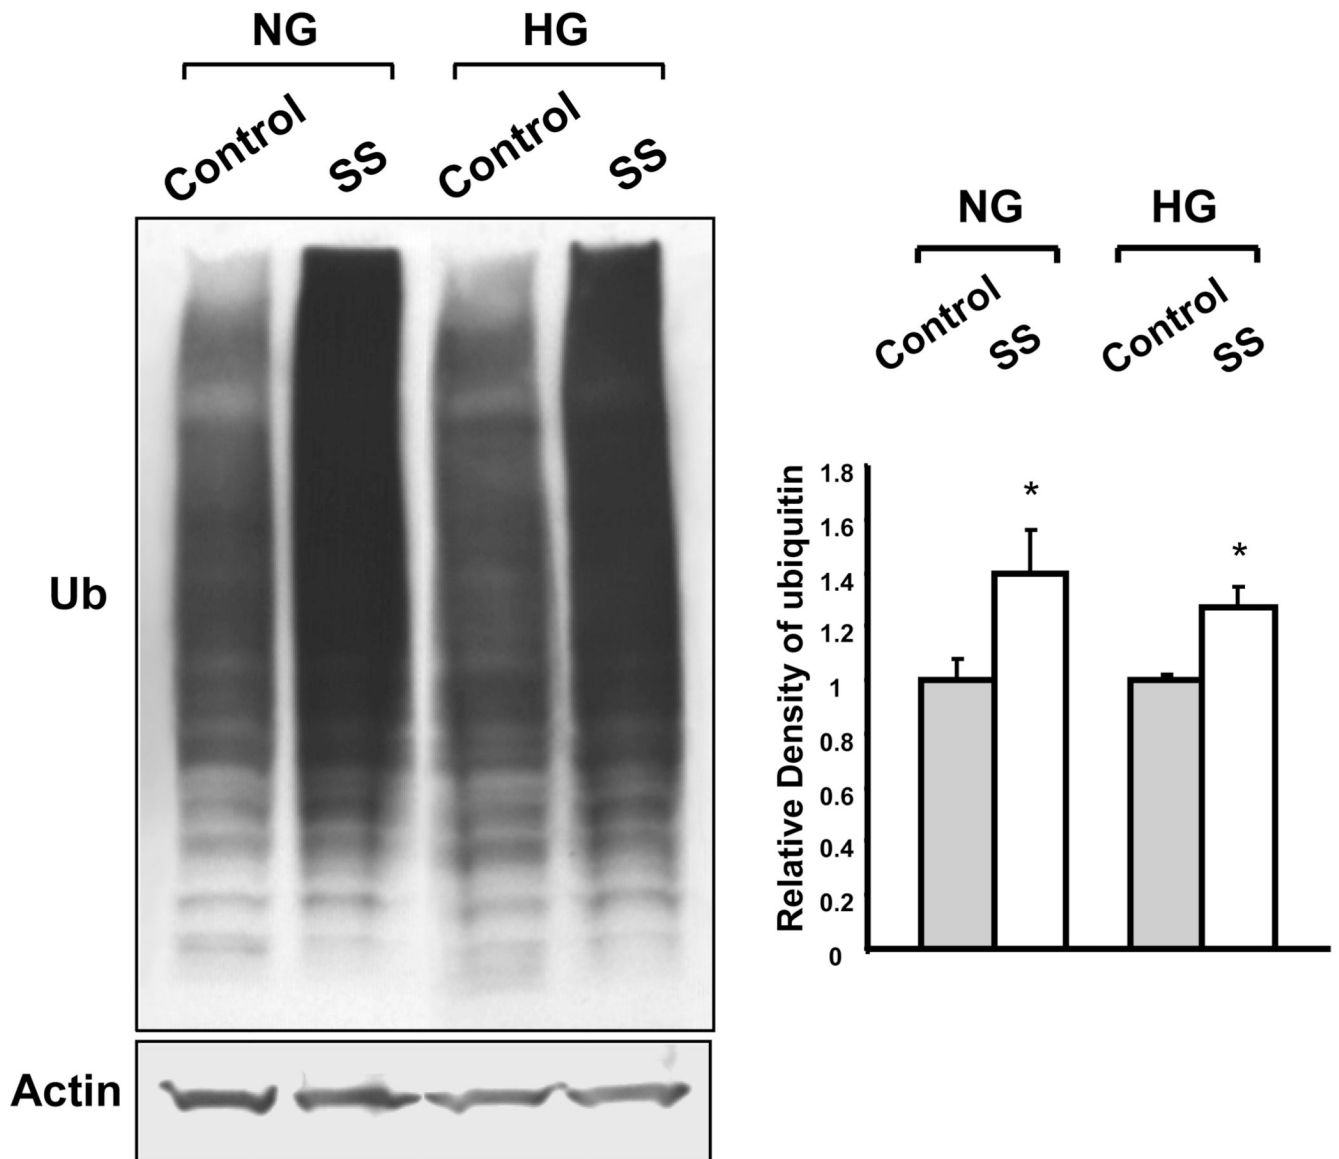 NG HG
Control SS Control SS
Ub
Actin
NG HG
Control SS Control SS
Relative Density of ubiquitin
1.8
1.6
1.4
1.2
1
0.8
0.6
0.4
0.2
0
* *